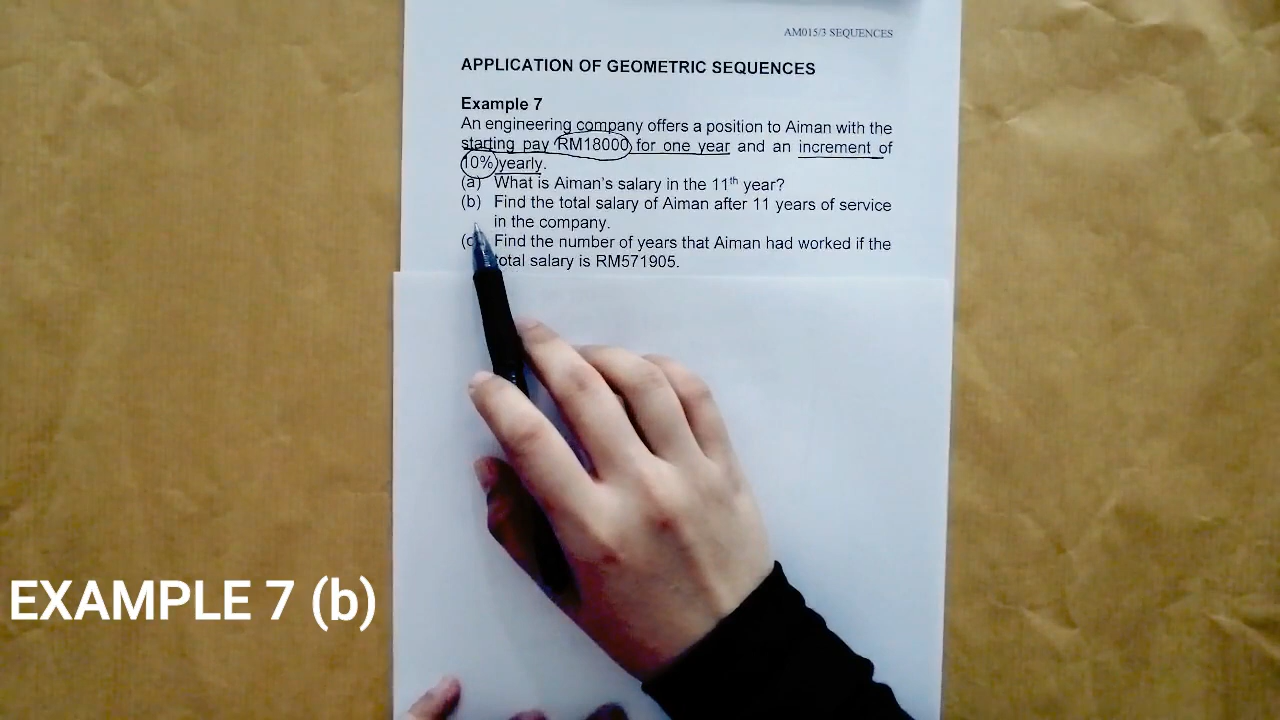 AM015/3 SEQUENCES
APPLICATION OF GEOMETRIC SEQUENCES
Example 7
An engineering company offers a position to Aiman with the
starting pay RM18000 for one year and an increment of
10% yearly.
(a) What is Aiman's salary in the 11th year?
(b) Find the total salary of Aiman after 11 years of service
in the company.
Find the number of years that Aiman had worked if the
total salary is RM571905.
EXAMPLE 7 (b)